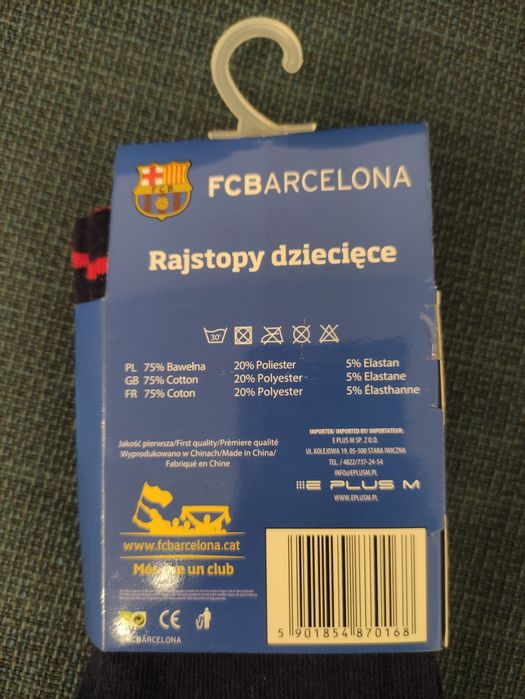 FCB
FCBARCELONA
Rajstopy dziecięce
30°
PL 75% Bawełna 20% Poliester 5% Elastan
GB 75% Cotton 20% Polyester 5% Elastane
FR 75% Coton 20% Polyester 5% Élasthanne
Jakość pierwsza/First quality/Prèmiere qualité
Wyprodukowano w Chinach/Made in China/
Fabriqué en Chine
IMPORTER/ IMPORTED BY/ IMPORTATEUR:
E PLUS M SP. Z O.O.
UL.KOLEJOWA 19, 05-500 STARA IWICZNA
TEL. / 4822/737-24-54
INFO@EPLUSM.PL
E PLUS M
WWW.EPLUSM.PL
www.fcbarcelona.cat
Més un club
CE
FCBARCELONA
5 901854 870168